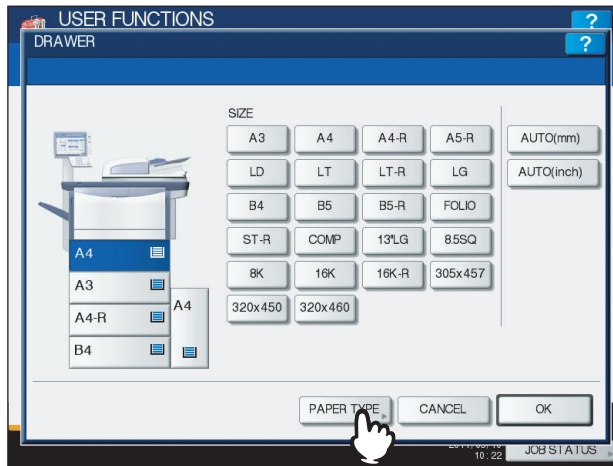 USER FUNCTIONS
?
DRAWER
?
SIZE
A3 A4 A4-R A5-R AUTO(mm)
LD LT LT-R LG AUTO(inch)
B4 B5 B5-R FOLIO
ST-R COMP 13"LG 8.5SQ
8K 16K 16K-R 305x457
320x450 320x460
A4
A3
A4-R
A4
B4
PAPER TYPE CANCEL OK
10:22
JOB STATUS